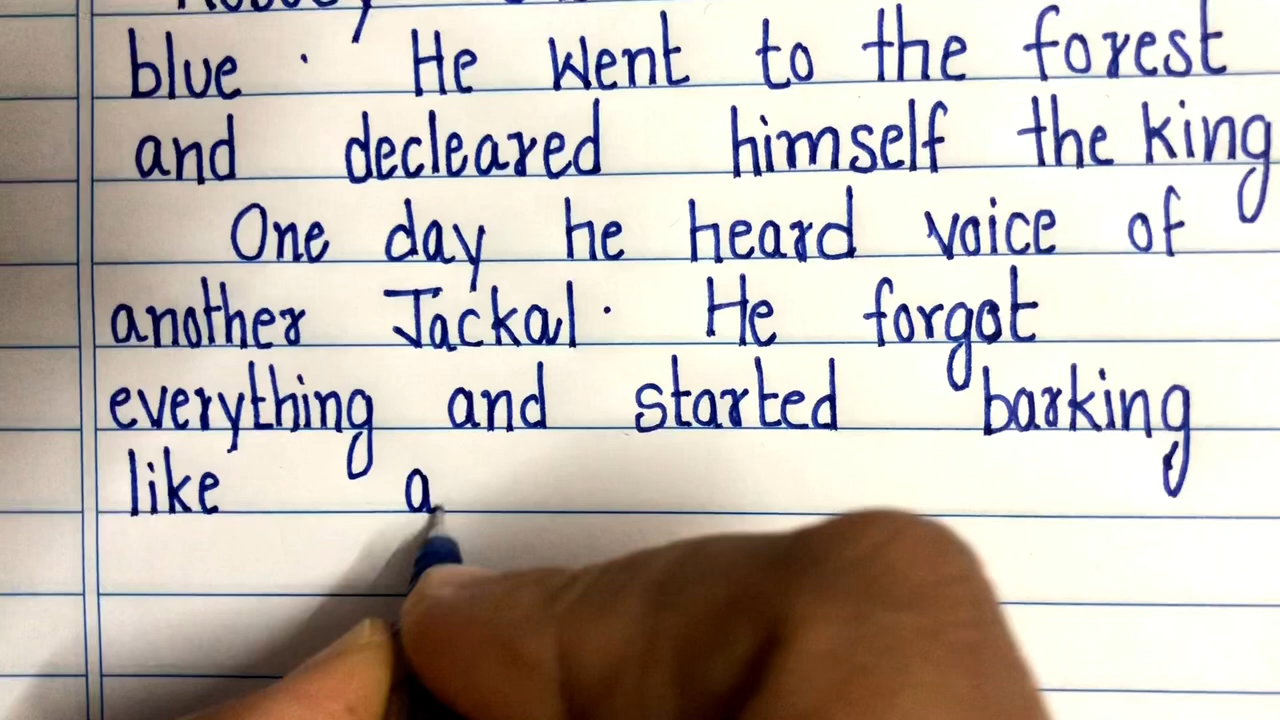 Nobody
blue . He went to the forest
and decleared himself the king
One day he heard voice of
another Jackal. He forgot
everything and started barking
like a